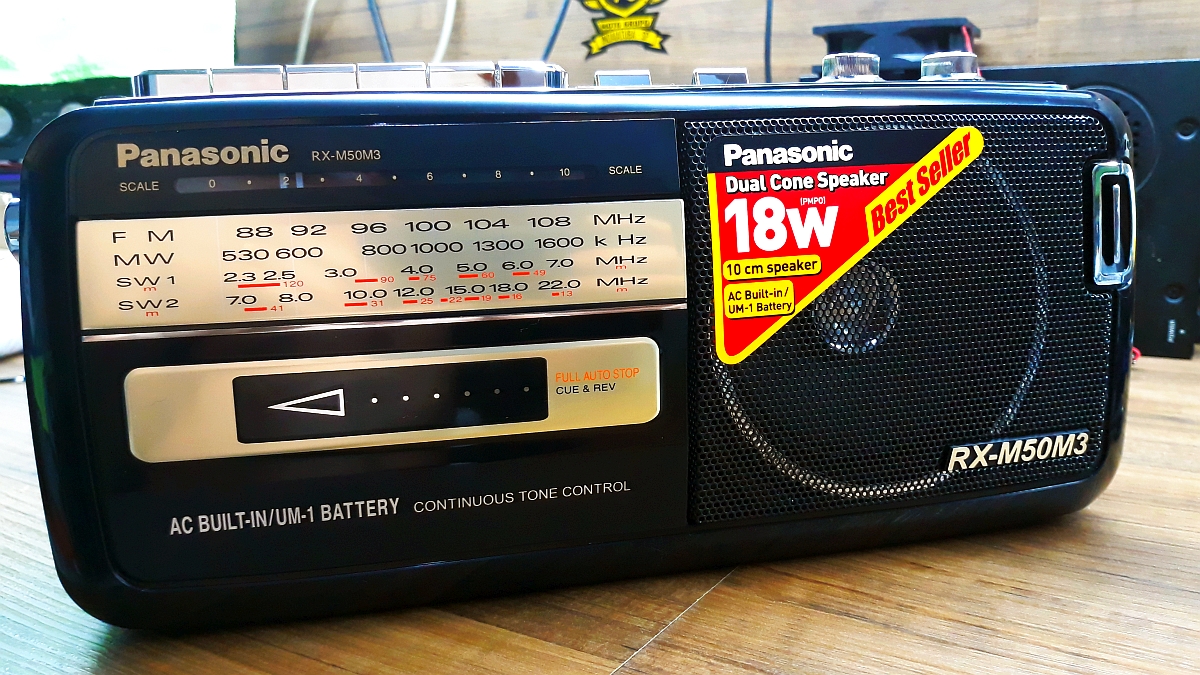 Panasonic RX-M50M3
SCALE 0 • 2 • 4 • 6 • 8 • 10 SCALE
F M 88 92 96 100 104 108 MHz
MW 530 600 800 1000 1300 1600 k Hz
SW 1 2.3 2.5 3.0 4.0 5.0 6.0 7.0 MHz
m 120 90 75 60 49 m
SW 2 7.0 8.0 10.0 12.0 15.0 18.0 22.0 MHz
m 41 31 25 22 19 16 13 m
FULL AUTO STOP
CUE & REV
AC BUILT-IN/UM-1 BATTERY CONTINUOUS TONE CONTROL
Panasonic
Dual Cone Speaker
18w (PMPO)
Best Seller
10 cm speaker
AC Built-in/
UM-1 Battery
RX-M50M3